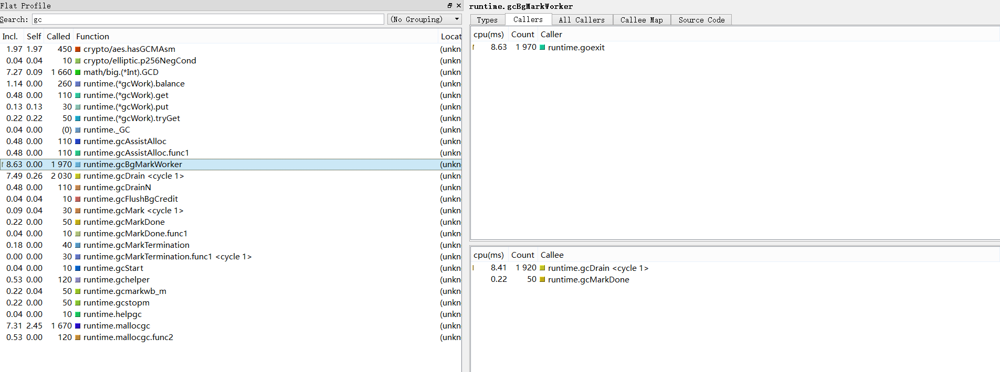 Flat Profile
Search: gc (No Grouping)
Incl. Self Called Function Locat
1.97 1.97 450 crypto/aes.hasGCMAsm (unkn
0.04 0.04 10 crypto/elliptic.p256NegCond (unkn
7.27 0.09 1 660 math/big.(*Int).GCD (unkn
1.14 0.00 260 runtime.(*gcWork).balance (unkn
0.48 0.00 110 runtime.(*gcWork).get (unkn
0.13 0.13 30 runtime.(*gcWork).put (unkn
0.22 0.22 50 runtime.(*gcWork).tryGet (unkn
0.04 0.00 (0) runtime._GC (unkn
0.48 0.00 110 runtime.gcAssistAlloc (unkn
0.48 0.00 110 runtime.gcAssistAlloc.func1 (unkn
8.63 0.00 1 970 runtime.gcBgMarkWorker (unkn
7.49 0.26 2 030 runtime.gcDrain <cycle 1> (unkn
0.48 0.00 110 runtime.gcDrainN (unkn
0.04 0.04 10 runtime.gcFlushBgCredit (unkn
0.09 0.04 30 runtime.gcMark <cycle 1> (unkn
0.22 0.00 50 runtime.gcMarkDone (unkn
0.04 0.00 10 runtime.gcMarkDone.func1 (unkn
0.18 0.00 40 runtime.gcMarkTermination (unkn
0.00 0.00 30 runtime.gcMarkTermination.func1 <cycle 1> (unkn
0.04 0.00 10 runtime.gcStart (unkn
0.53 0.00 120 runtime.gchelper (unkn
0.22 0.04 50 runtime.gcmarkwb_m (unkn
0.22 0.00 50 runtime.gcstopm (unkn
0.04 0.00 10 runtime.helpgc (unkn
7.31 2.45 1 670 runtime.mallocgc (unkn
0.53 0.00 120 runtime.mallocgc.func2 (unkn
runtime.gcBgMarkWorker
Types Callers All Callers Callee Map Source Code
cpu(ms) Count Caller
8.63 1 970 runtime.goexit
cpu(ms) Count Callee
8.41 1 920 runtime.gcDrain <cycle 1>
0.22 50 runtime.gcMarkDone